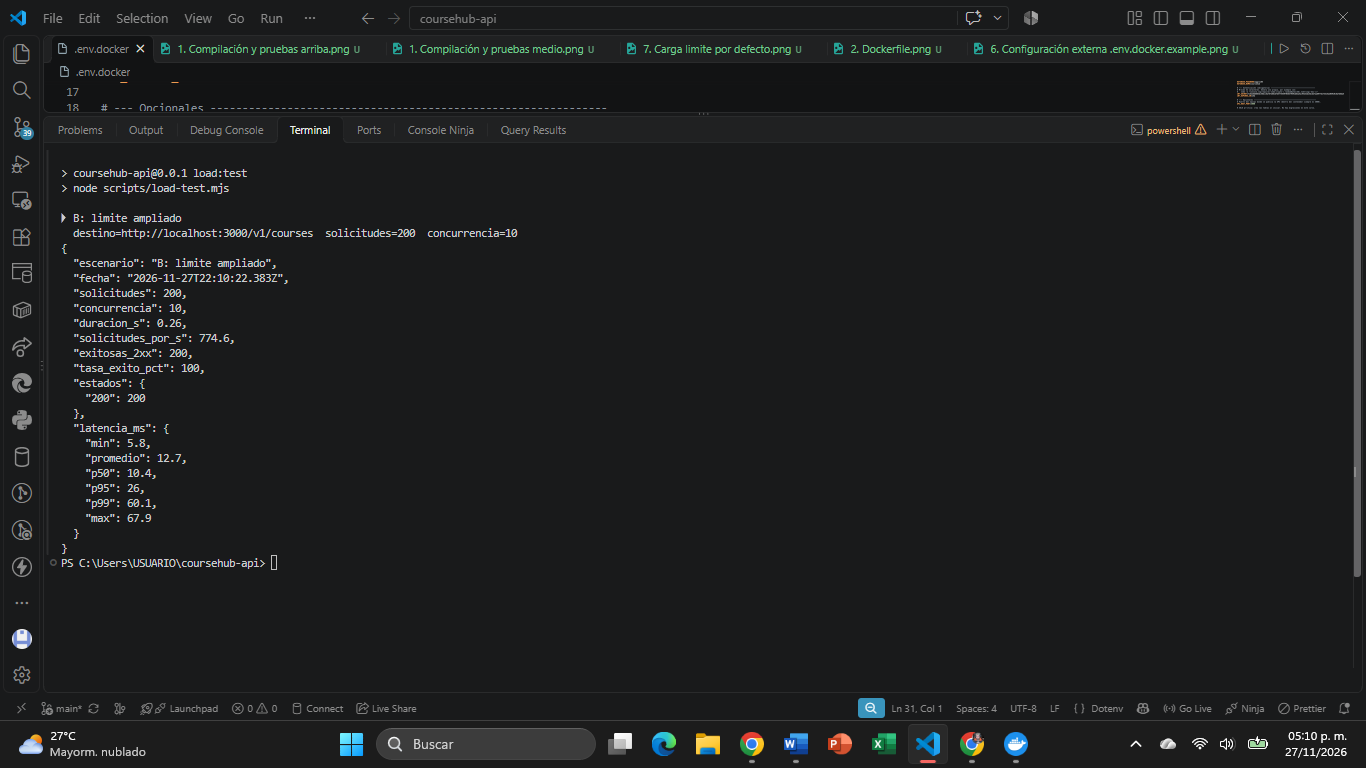 File Edit Selection View Go Run ··· coursehub-api
.env.docker 1. Compilación y pruebas arriba.png U 1. Compilación y pruebas medio.png U 7. Carga limite por defecto.png U 2. Dockerfile.png U 6. Configuración externa .env.docker.example.png U
.env.docker
17
18 # --- Opcionales -------------------------------------------------------------
Problems Output Debug Console Terminal Ports Console Ninja Query Results powershell
> coursehub-api@0.0.1 load:test
> node scripts/load-test.mjs
B: limite ampliado
destino=http://localhost:3000/v1/courses solicitudes=200 concurrencia=10
{
"escenario": "B: limite ampliado",
"fecha": "2026-11-27T22:10:22.383Z",
"solicitudes": 200,
"concurrencia": 10,
"duracion_s": 0.26,
"solicitudes_por_s": 774.6,
"exitosas_2xx": 200,
"tasa_exito_pct": 100,
"estados": {
"200": 200
},
"latencia_ms": {
"min": 5.8,
"promedio": 12.7,
"p50": 10.4,
"p95": 26,
"p99": 60.1,
"max": 67.9
}
}
PS C:\Users\USUARIO\coursehub-api>
39
main* Launchpad 0 0 Connect Live Share Ln 31, Col 1 Spaces: 4 UTF-8 LF { } Dotenv Go Live Ninja Prettier
27°C
Mayorm. nublado
Buscar
05:10 p. m.
27/11/2026